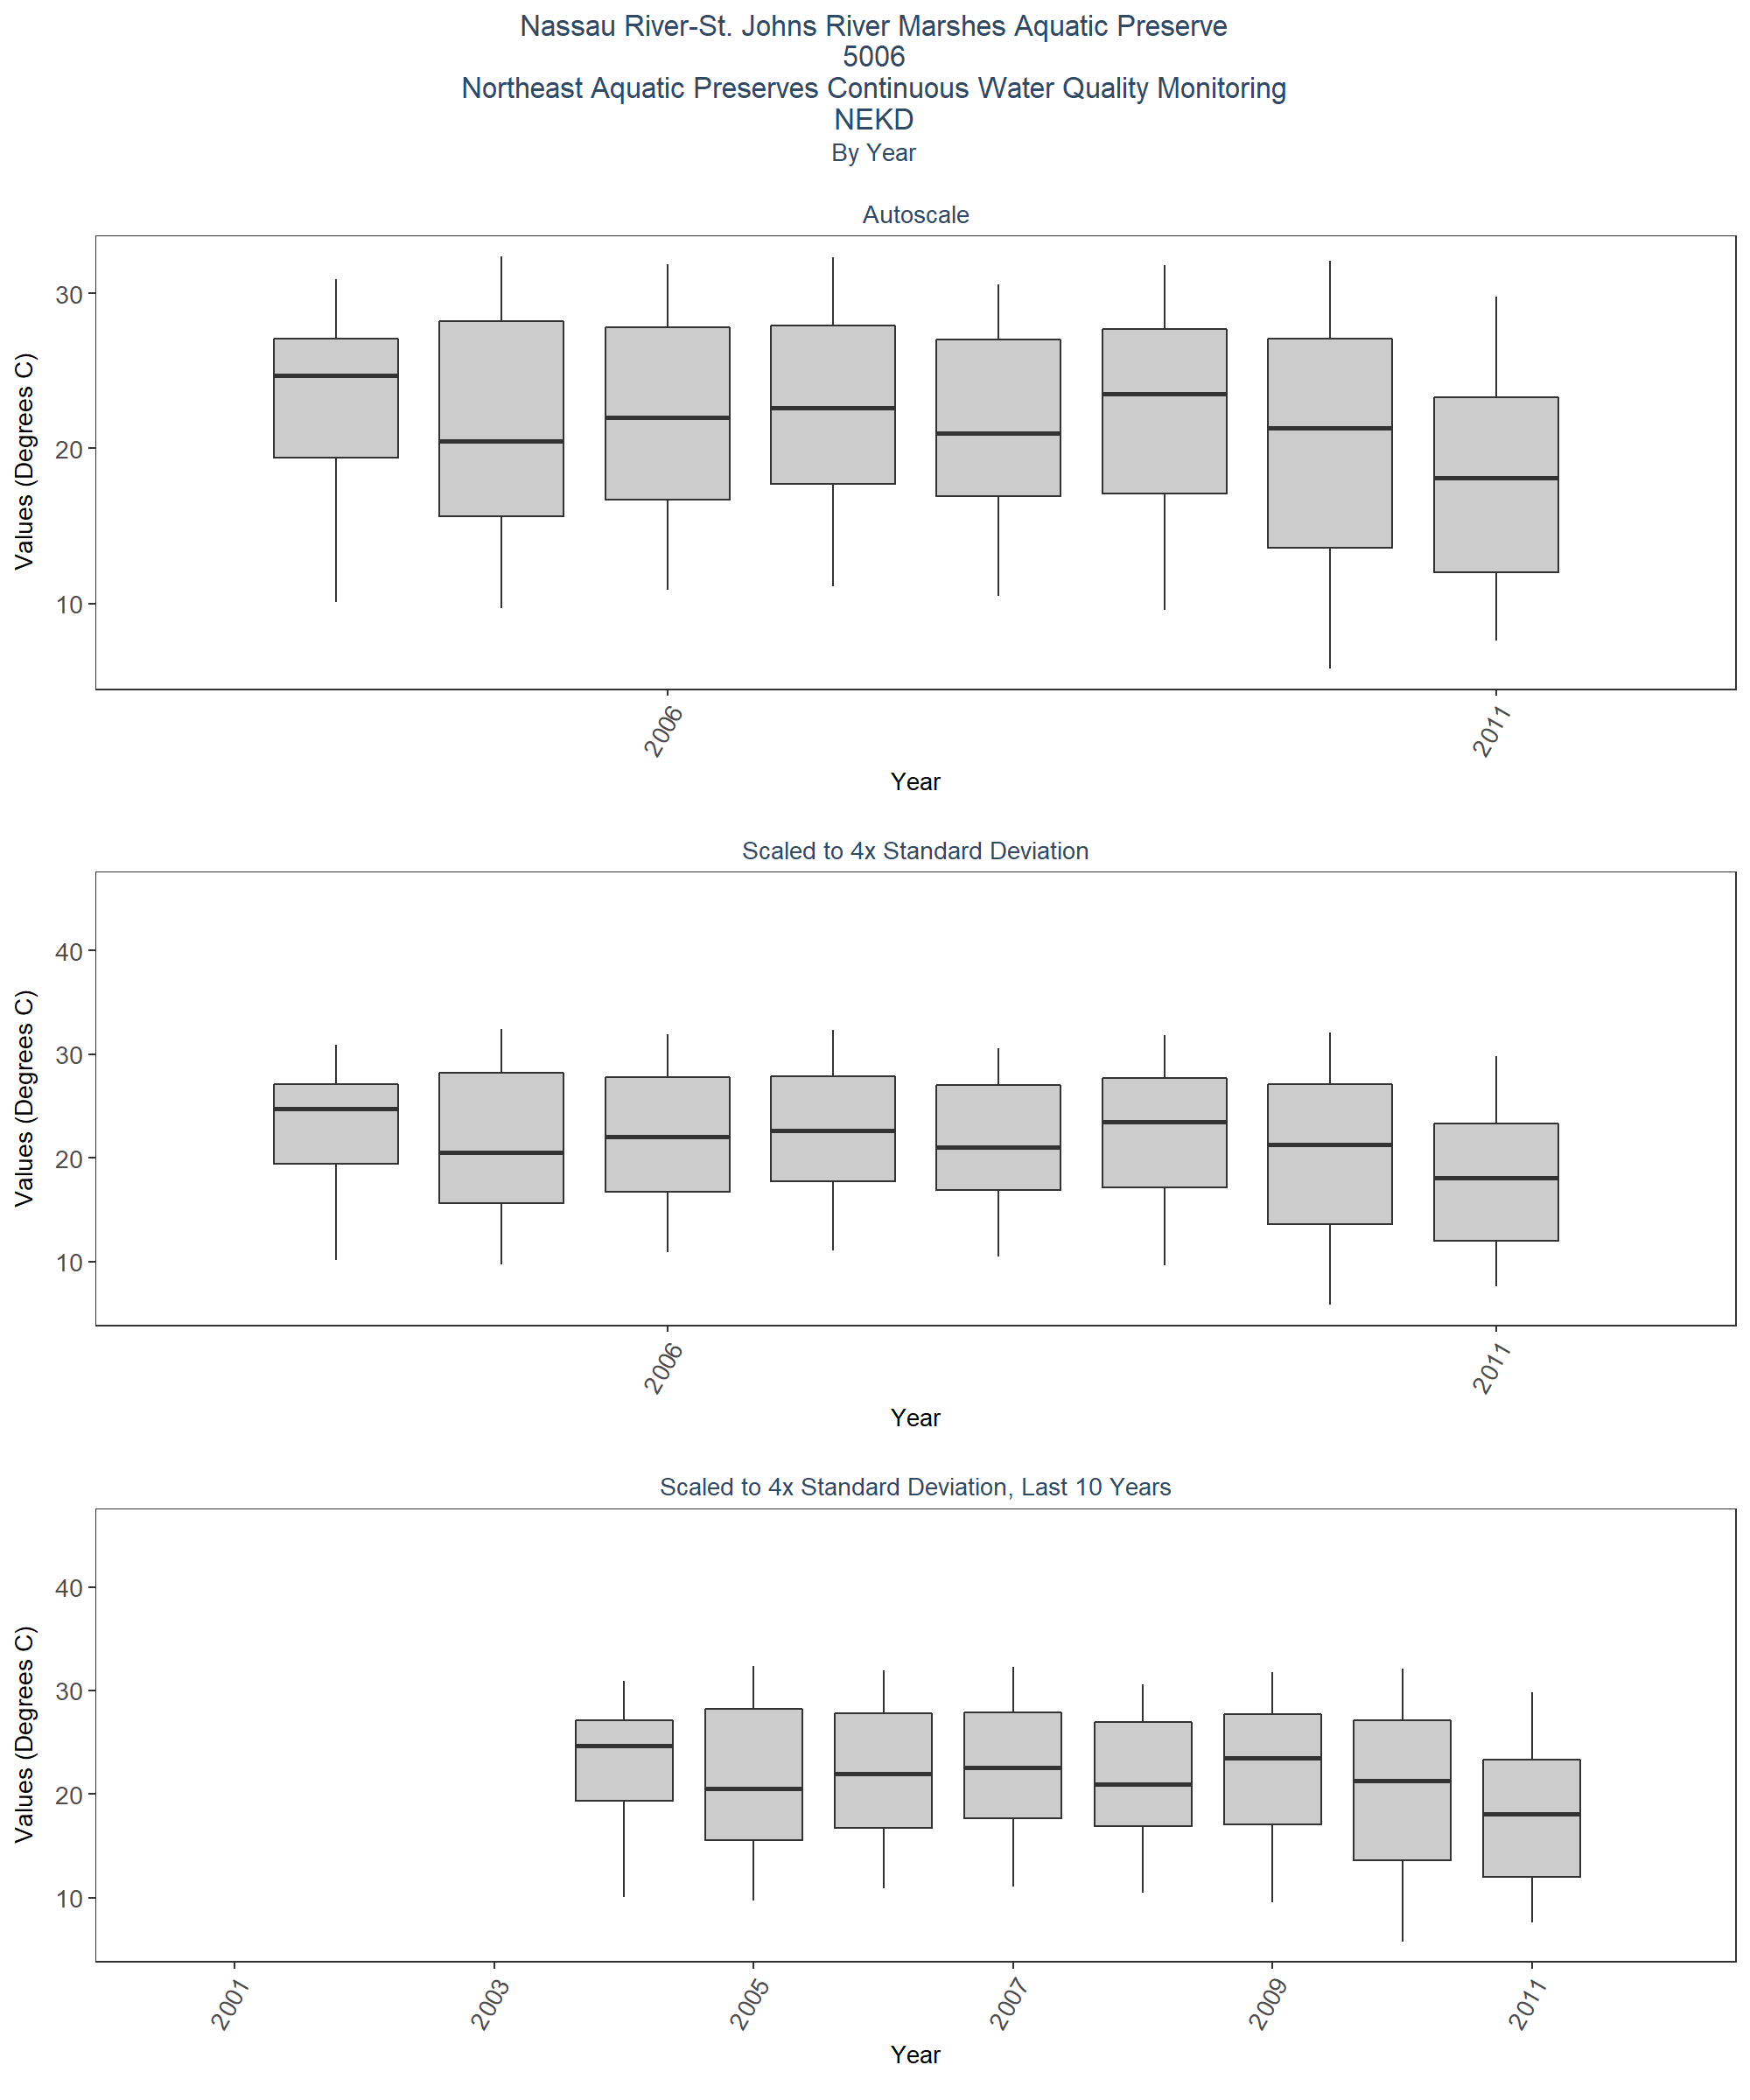 Nassau River-St. Johns River Marshes Aquatic Preserve
5006
Northeast Aquatic Preserves Continuous Water Quality Monitoring
NEKD
By Year
Autoscale
Values (Degrees C)
30
20
10
2006
2011
Year
Scaled to 4x Standard Deviation
Values (Degrees C)
40
30
20
10
2006
2011
Year
Scaled to 4x Standard Deviation, Last 10 Years
Values (Degrees C)
40
30
20
10
2001
2003
2005
2007
2009
2011
Year